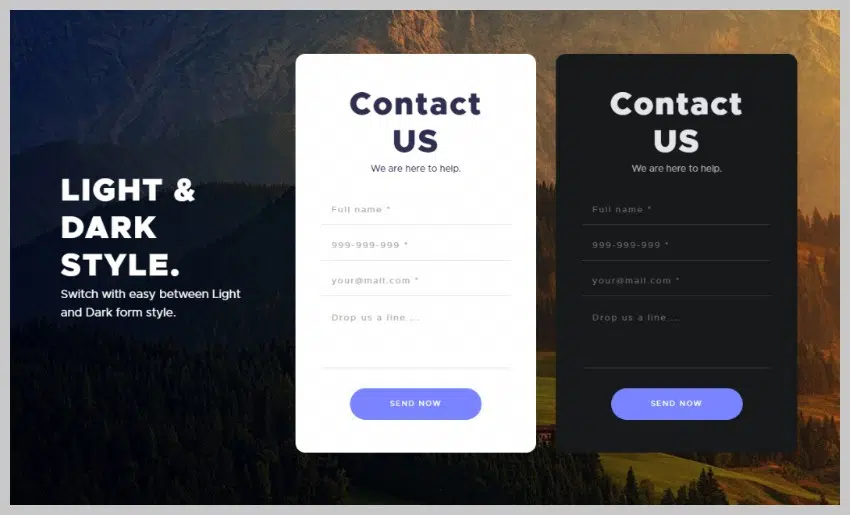 LIGHT &
DARK
STYLE.
Switch with easy between Light
and Dark form style.
Contact
US
We are here to help.
Full name *
999-999-999 *
your@mail.com *
Drop us a line ....
SEND NOW
Contact
US
We are here to help.
Full name *
999-999-999 *
your@mail.com *
Drop us a line ....
SEND NOW